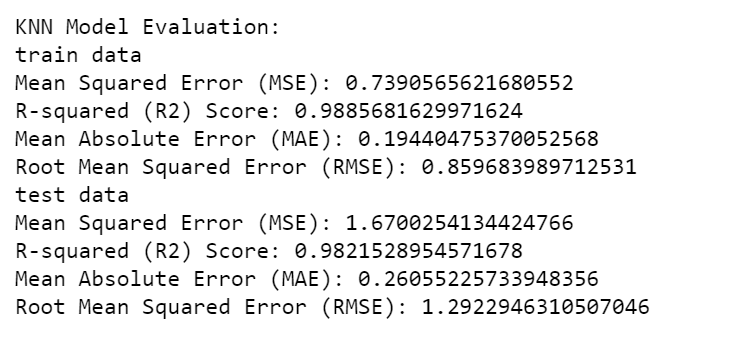 KNN Model Evaluation:
train data
Mean Squared Error (MSE): 0.7390565621680552
R-squared (R2) Score: 0.9885681629971624
Mean Absolute Error (MAE): 0.19440475370052568
Root Mean Squared Error (RMSE): 0.859683989712531
test data
Mean Squared Error (MSE): 1.6700254134424766
R-squared (R2) Score: 0.9821528954571678
Mean Absolute Error (MAE): 0.26055225733948356
Root Mean Squared Error (RMSE): 1.2922946310507046